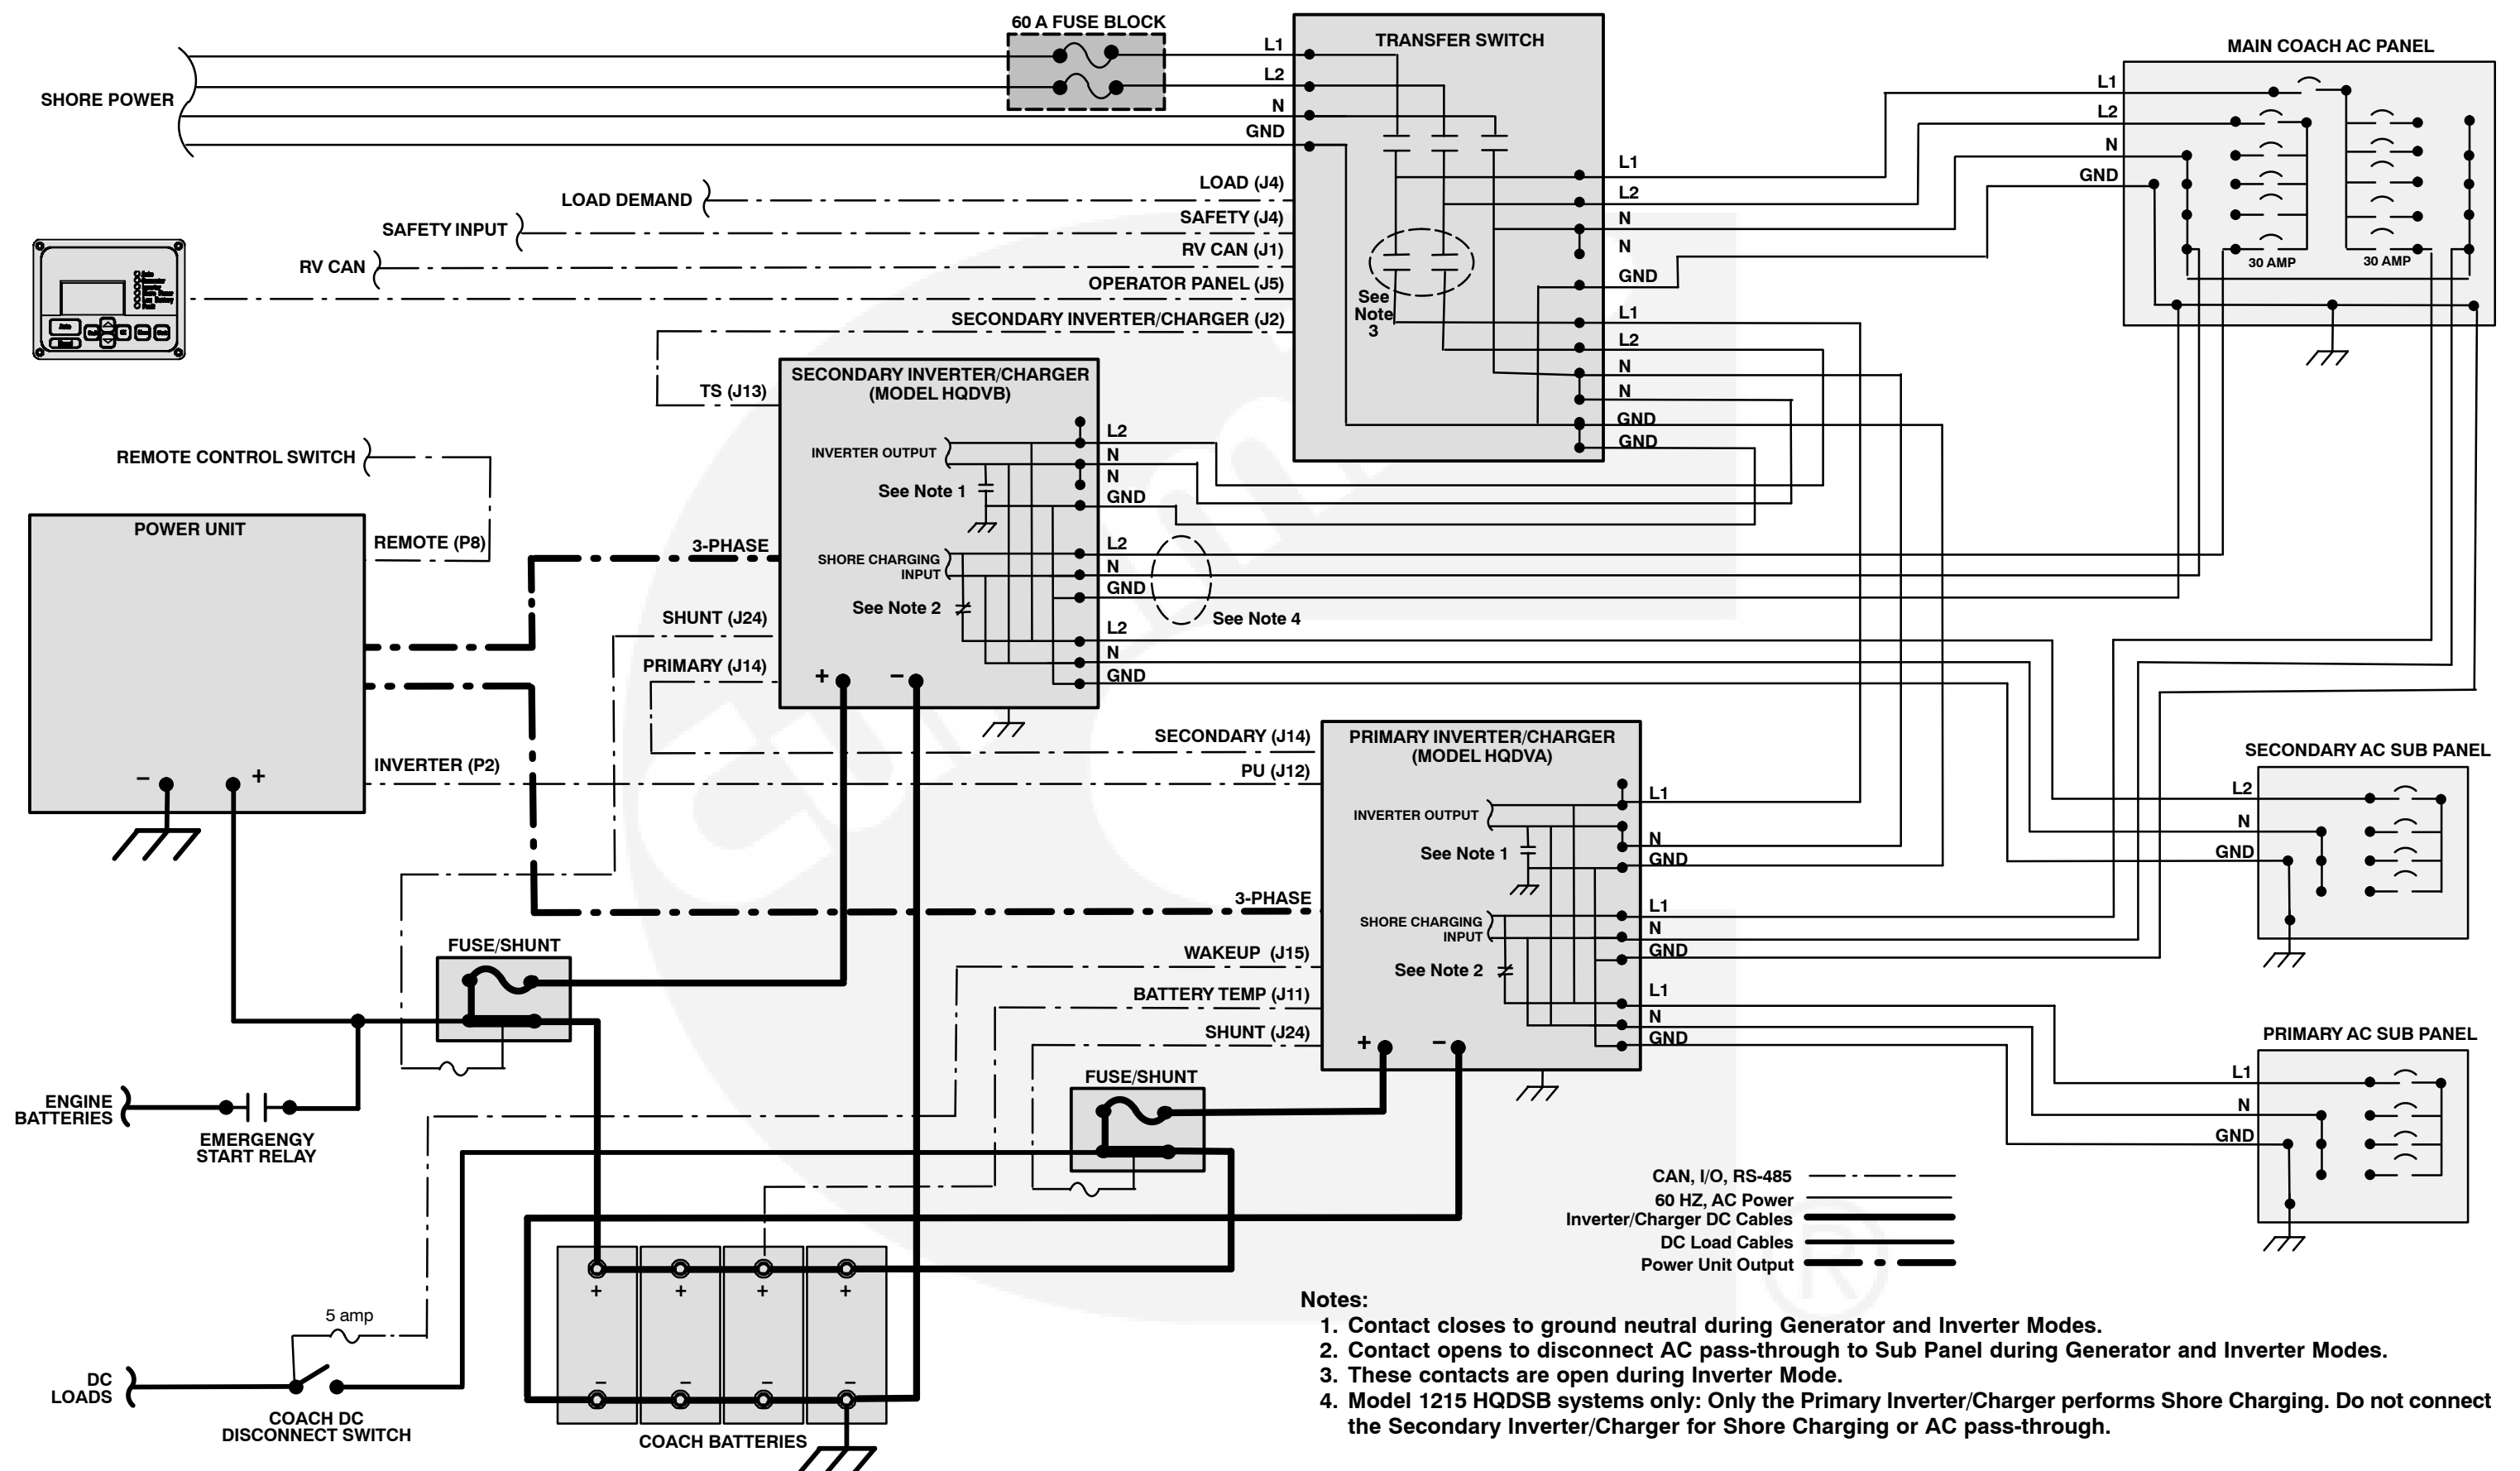 60 A FUSE BLOCK
TRANSFER SWITCH
MAIN COACH AC PANEL
SHORE POWER
L1
L2
N
GND
L1
L2
N
GND
LOAD DEMAND
LOAD (J4)
SAFETY INPUT
SAFETY (J4)
RV CAN
RV CAN (J1)
OPERATOR PANEL (J5)
SECONDARY INVERTER/CHARGER (J2)
L1
L2
N
N
GND
L1
L2
N
N
GND
GND
See
Note
3
30 AMP
30 AMP
TS (J13)
SECONDARY INVERTER/CHARGER
(MODEL HQDVB)
INVERTER OUTPUT
See Note 1
SHORE CHARGING
INPUT
See Note 2
+
–
L2
N
N
GND
L2
N
GND
See Note 4
L2
N
GND
REMOTE CONTROL SWITCH
POWER UNIT
REMOTE (P8)
3-PHASE
SHUNT (J24)
PRIMARY (J14)
INVERTER (P2)
–
+
SECONDARY (J14)
PU (J12)
3-PHASE
WAKEUP (J15)
BATTERY TEMP (J11)
SHUNT (J24)
PRIMARY INVERTER/CHARGER
(MODEL HQDVA)
INVERTER OUTPUT
See Note 1
SHORE CHARGING
INPUT
See Note 2
+
–
L1
N
GND
L1
N
GND
L1
N
GND
SECONDARY AC SUB PANEL
L2
N
GND
PRIMARY AC SUB PANEL
L1
N
GND
FUSE/SHUNT
FUSE/SHUNT
ENGINE
BATTERIES
EMERGENGY
START RELAY
5 amp
DC
LOADS
COACH DC
DISCONNECT SWITCH
+
+
+
+
–
–
–
–
COACH BATTERIES
CAN, I/O, RS-485
60 HZ, AC Power
Inverter/Charger DC Cables
DC Load Cables
Power Unit Output
Notes:
1. Contact closes to ground neutral during Generator and Inverter Modes.
2. Contact opens to disconnect AC pass-through to Sub Panel during Generator and Inverter Modes.
3. These contacts are open during Inverter Mode.
4. Model 1215 HQDSB systems only: Only the Primary Inverter/Charger performs Shore Charging. Do not connect
the Secondary Inverter/Charger for Shore Charging or AC pass-through.
®